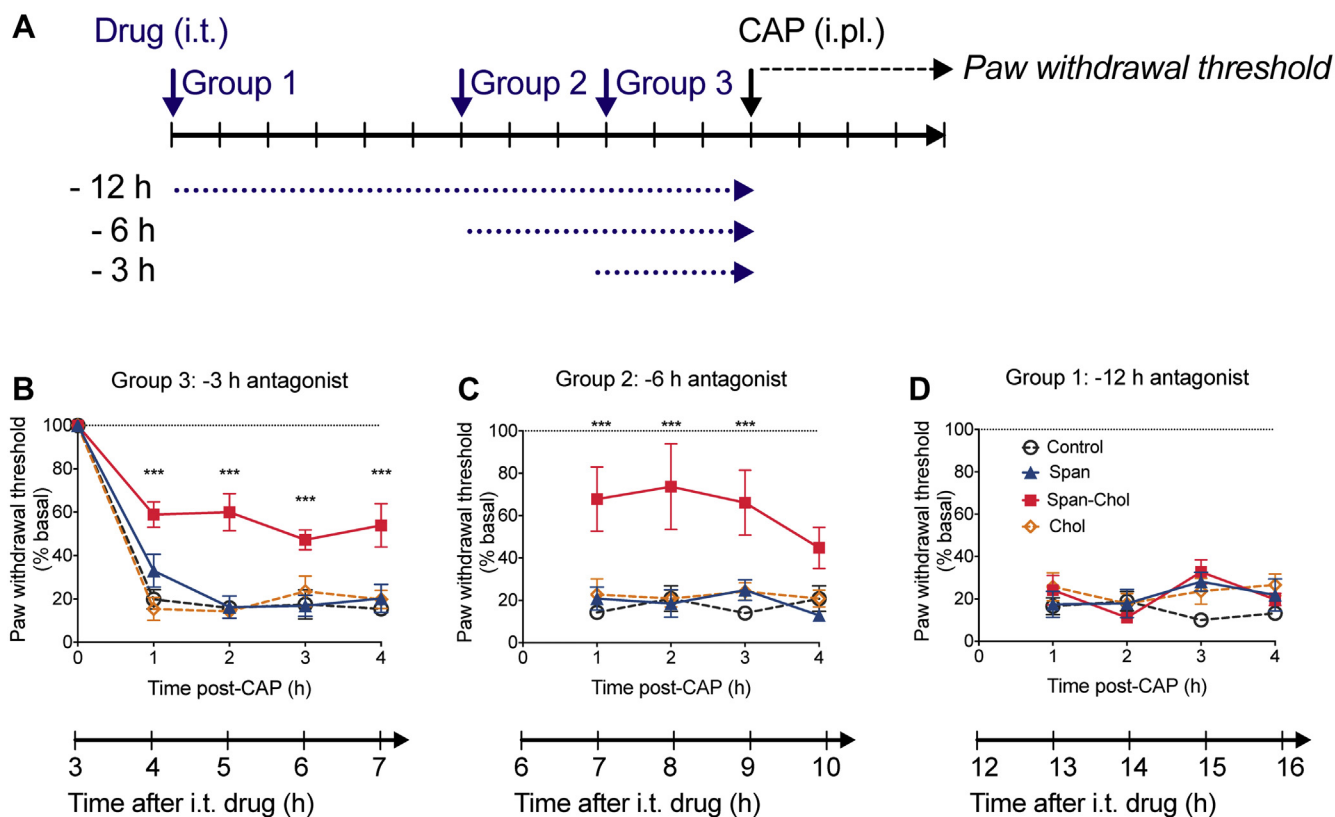 A
Drug (i.t.)
CAP (i.pl.)
Group 1
Group 2
Group 3
Paw withdrawal threshold
- 12 h
- 6 h
- 3 h
B
Group 3: -3 h antagonist
Paw withdrawal threshold
(% basal)
100
80
60
40
20
0
*** *** *** ***
0 1 2 3 4
Time post-CAP (h)
3 4 5 6 7
Time after i.t. drug (h)
C
Group 2: -6 h antagonist
Paw withdrawal threshold
(% basal)
100
80
60
40
20
0
*** *** ***
0 1 2 3 4
Time post-CAP (h)
6 7 8 9 10
Time after i.t. drug (h)
D
Group 1: -12 h antagonist
Paw withdrawal threshold
(% basal)
100
80
60
40
20
0
Control
Span
Span-Chol
Chol
0 1 2 3 4
Time post-CAP (h)
12 13 14 15 16
Time after i.t. drug (h)